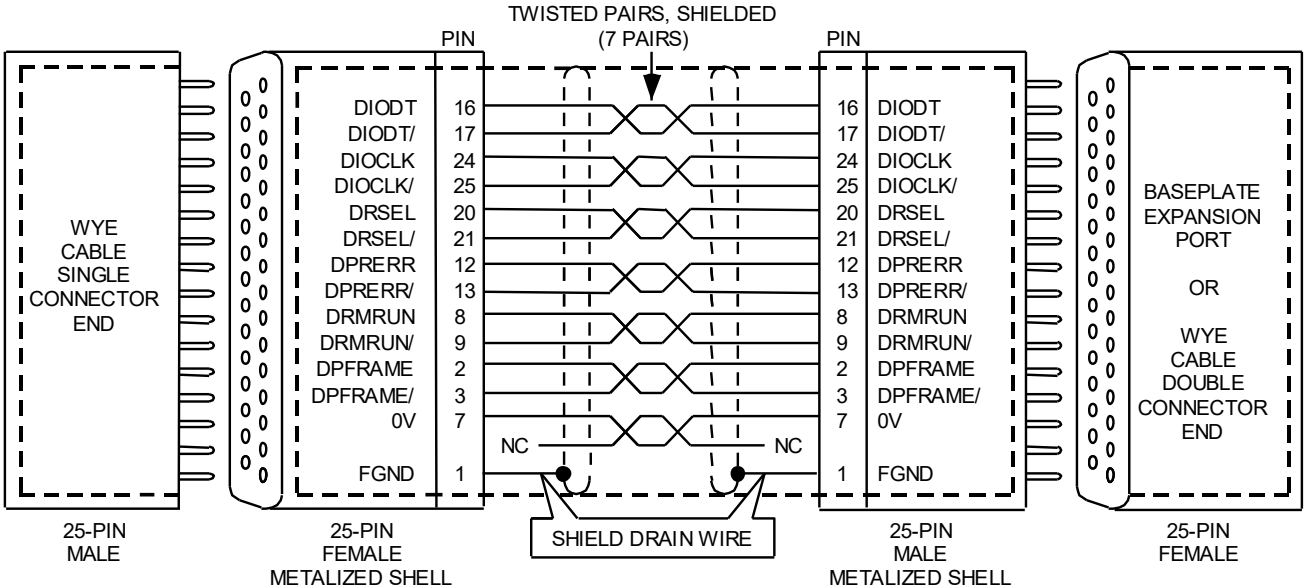 TWISTED PAIRS, SHIELDED
(7 PAIRS)
PIN
PIN
WYE
CABLE
SINGLE
CONNECTOR
END
DIODT 16
DIODT/ 17
DIOCLK 24
DIOCLK/ 25
DRSEL 20
DRSEL/ 21
DPRERR 12
DPRERR/ 13
DRMRUN 8
DRMRUN/ 9
DPFRAME 2
DPFRAME/ 3
0V 7
NC
FGND 1
NC
16 DIODT
17 DIODT/
24 DIOCLK
25 DIOCLK/
20 DRSEL
21 DRSEL/
12 DPRERR
13 DPRERR/
8 DRMRUN
9 DRMRUN/
2 DPFRAME
3 DPFRAME/
7 0V
1 FGND
BASEPLATE
EXPANSION
PORT
OR
WYE
CABLE
DOUBLE
CONNECTOR
END
SHIELD DRAIN WIRE
25-PIN
MALE
25-PIN
FEMALE
METALIZED SHELL
25-PIN
MALE
METALIZED SHELL
25-PIN
FEMALE